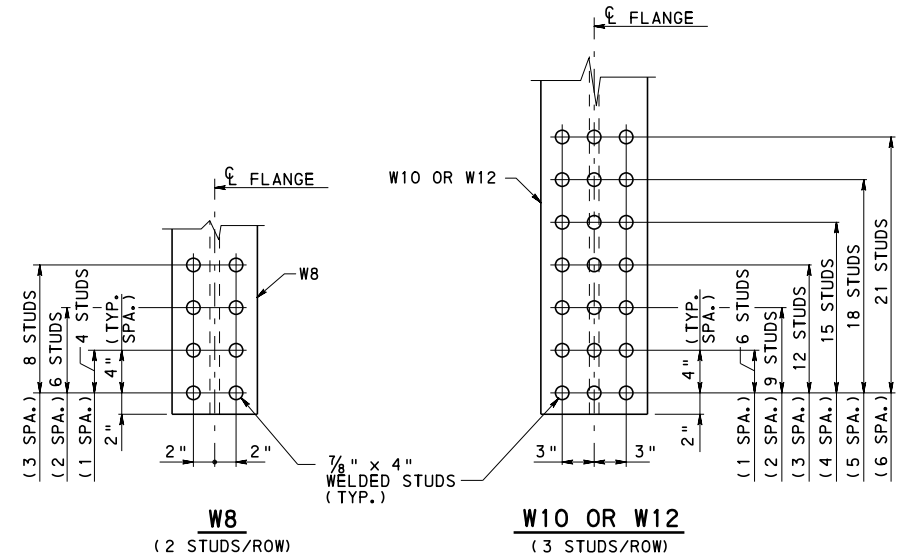 ℄ FLANGE
W10 OR W12
℄ FLANGE
W8
8 STUDS
(3 SPA.)
6 STUDS
(2 SPA.)
4 STUDS
(1 SPA.)
4" (TYP.
SPA.)
2"
2"
2"
6 STUDS
(1 SPA.)
9 STUDS
(2 SPA.)
12 STUDS
(3 SPA.)
15 STUDS
(4 SPA.)
18 STUDS
(5 SPA.)
21 STUDS
(6 SPA.)
4" (TYP.
SPA.)
2"
3"
3"
⅞" x 4"
WELDED STUDS
(TYP.)
W8
(2 STUDS/ROW)
W10 OR W12
(3 STUDS/ROW)